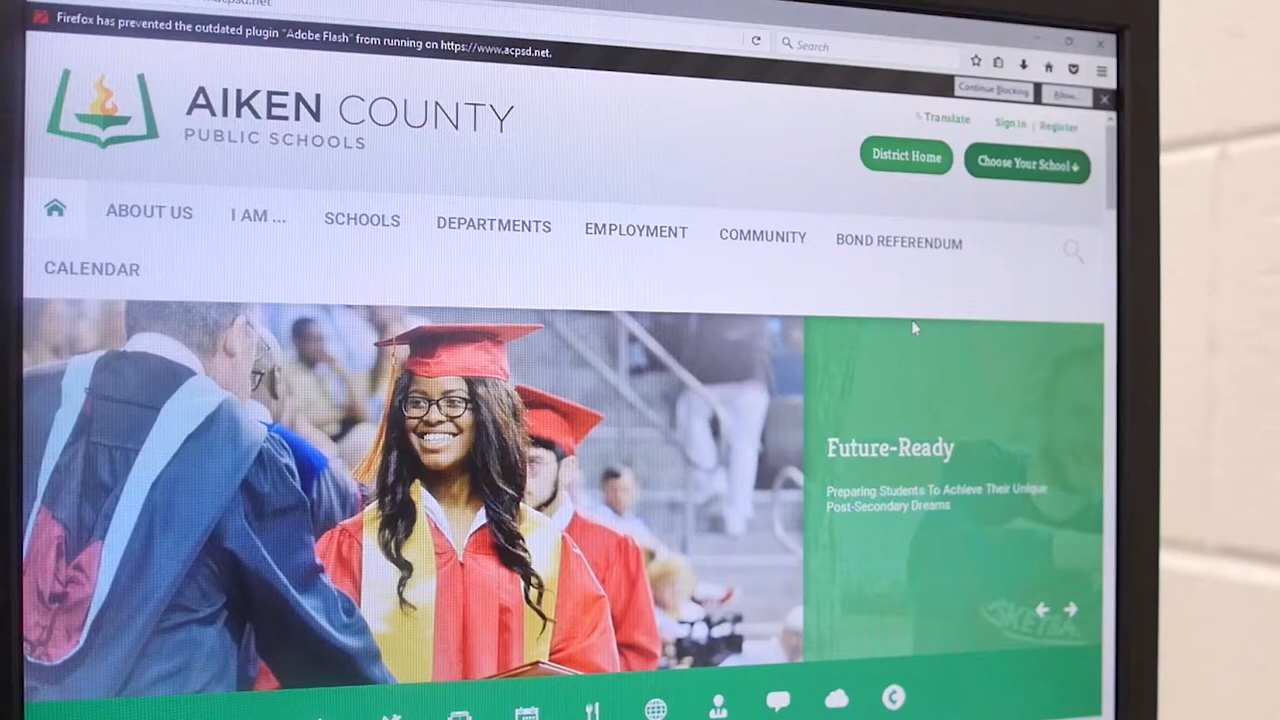 Firefox has prevented the outdated plugin "Adobe Flash" from running on https://www.acpsd.net.
Search
Continue Blocking
Allow...
AIKEN COUNTY
PUBLIC SCHOOLS
Translate
Sign In | Register
District Home
Choose Your School
ABOUT US
I AM ...
SCHOOLS
DEPARTMENTS
EMPLOYMENT
COMMUNITY
BOND REFERENDUM
CALENDAR
Future-Ready
Preparing Students To Achieve Their Unique
Post-Secondary Dreams